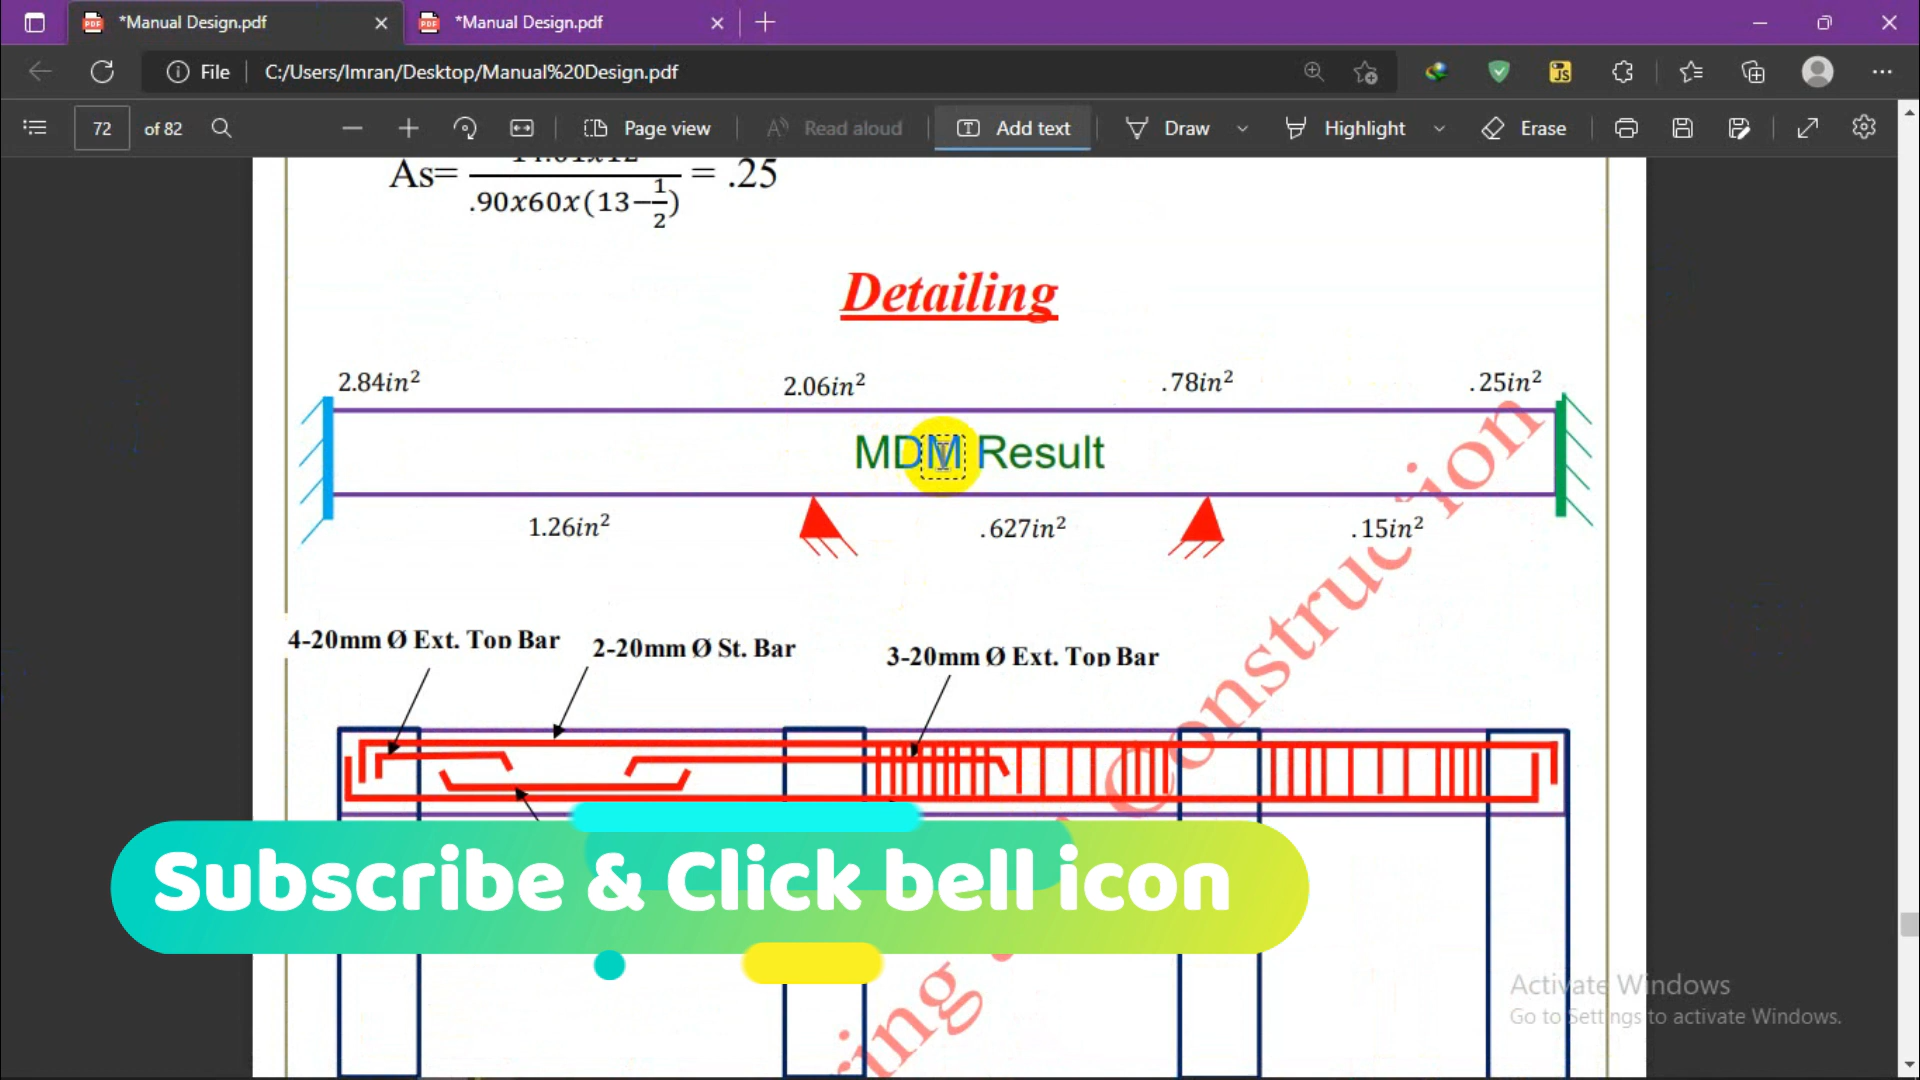 *Manual Design.pdf
*Manual Design.pdf
File
C:/Users/Imran/Desktop/Manual%20Design.pdf
72
of 82
Page view
Read aloud
Add text
Draw
Highlight
Erase
As=
.90x60x(13-1/2)
= .25
Detailing
2.84in²
2.06in²
.78in²
.25in²
MDM Result
1.26in²
.627in²
.15in²
4-20mm Ø Ext. Top Bar
2-20mm Ø St. Bar
3-20mm Ø Ext. Top Bar
Construction
Subscribe & Click bell icon
Activate Windows
Go to Settings to activate Windows.